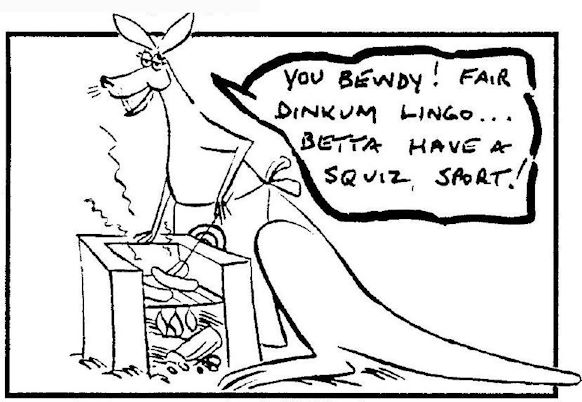 YOU BEWDY! FAIR
DINKUM LINGO...
BETTA HAVE A
SQUIZ, SPORT!